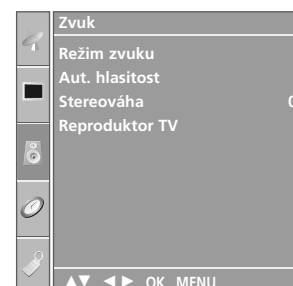 Zvuk
Režim zvuku
Aut. hlasitost
Stereováha 0
Reproduktor TV
▲▼ ◄► OK MENU